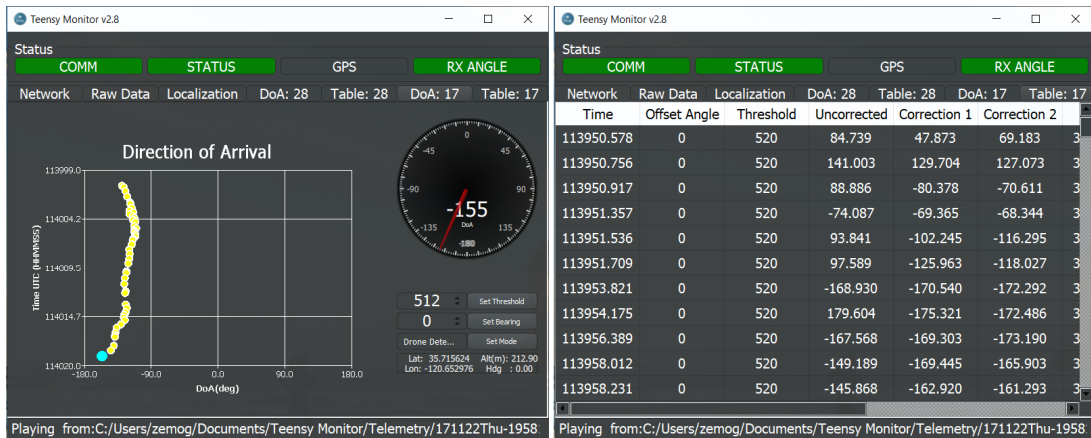 Teensy Monitor v2.8
Status
COMM STATUS GPS RX ANGLE
Network Raw Data Localization DoA: 28 Table: 28 DoA: 17 Table: 17
Direction of Arrival
113999.0
114004.2
114009.5
114014.7
114020.0
Time UTC (HHMMSS)
-180.0 -90.0 0.0 90.0 180.0
DoA(deg)
0
-45 45
-90 90
-155
DoA
-135 135
-180
512 Set Threshold
0 Set Bearing
Drone Dete... Set Mode
Lat: 35.715624 Alt(m): 212.90
Lon: -120.652976 Hdg : 0.00
Playing from:C:/Users/zemog/Documents/Teensy Monitor/Telemetry/171122Thu-1958
Teensy Monitor v2.8
Status
COMM STATUS GPS RX ANGLE
Network Raw Data Localization DoA: 28 Table: 28 DoA: 17 Table: 17
Time Offset Angle Threshold Uncorrected Correction 1 Correction 2
113950.578 0 520 84.739 47.873 69.183 3
113950.756 0 520 141.003 129.704 127.073 3
113950.917 0 520 88.886 -80.378 -70.611 3
113951.357 0 520 -74.087 -69.365 -68.344 3
113951.536 0 520 93.841 -102.245 -116.295 3
113951.709 0 520 97.589 -125.963 -118.027 3
113953.821 0 520 -168.930 -170.540 -172.292 3
113954.175 0 520 179.604 -175.321 -172.486 3
113956.389 0 520 -167.568 -169.303 -173.190 3
113958.012 0 520 -149.189 -169.445 -165.903 3
113958.231 0 520 -145.868 -162.920 -161.293 3
Playing from:C:/Users/zemog/Documents/Teensy Monitor/Telemetry/171122Thu-1958